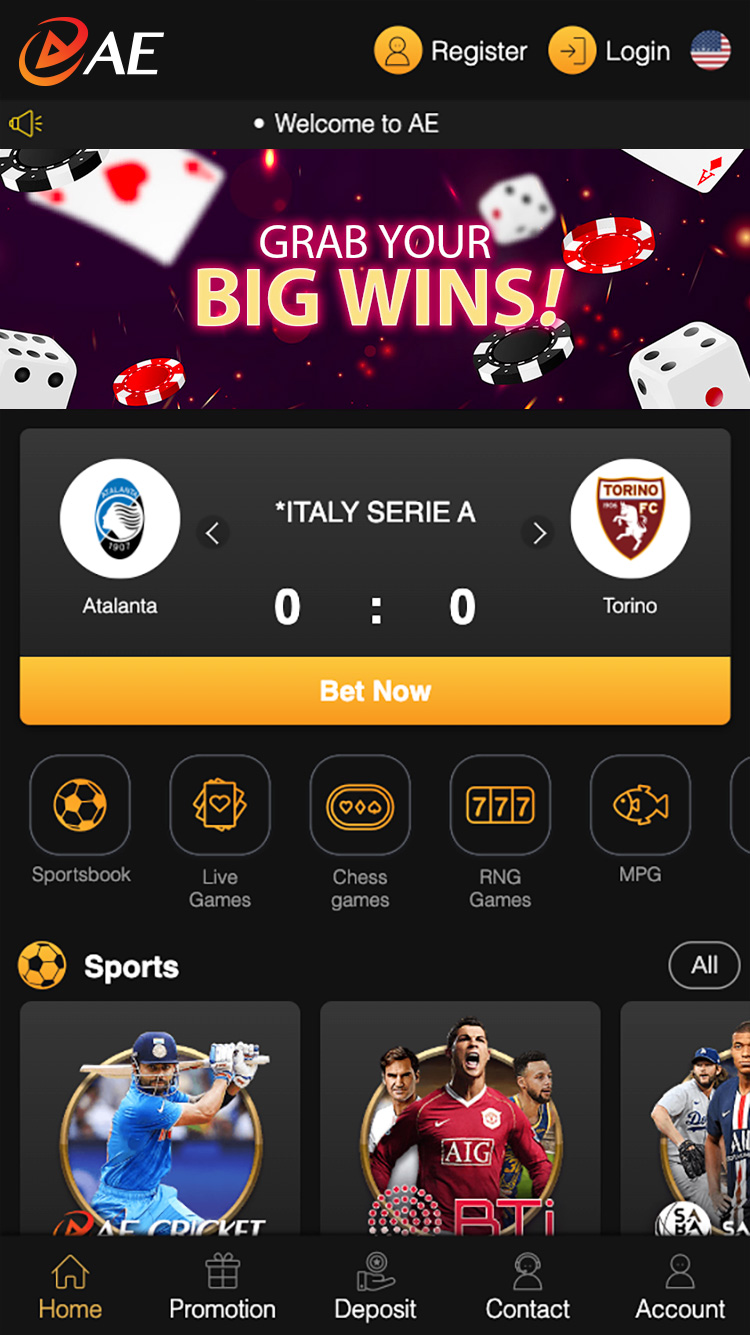 AE
Register
Login
• Welcome to AE
GRAB YOUR
BIG WINS!
A
ATALANTA
1907
*ITALY SERIE A
TORINO
1906
FC
Atalanta
0 : 0
Torino
Bet Now
777
Sportsbook
Live
Games
Chess
games
RNG
Games
MPG
Sports
All
AIG
AE CRICKET
BTi
SABA
Home
Promotion
Deposit
Contact
Account